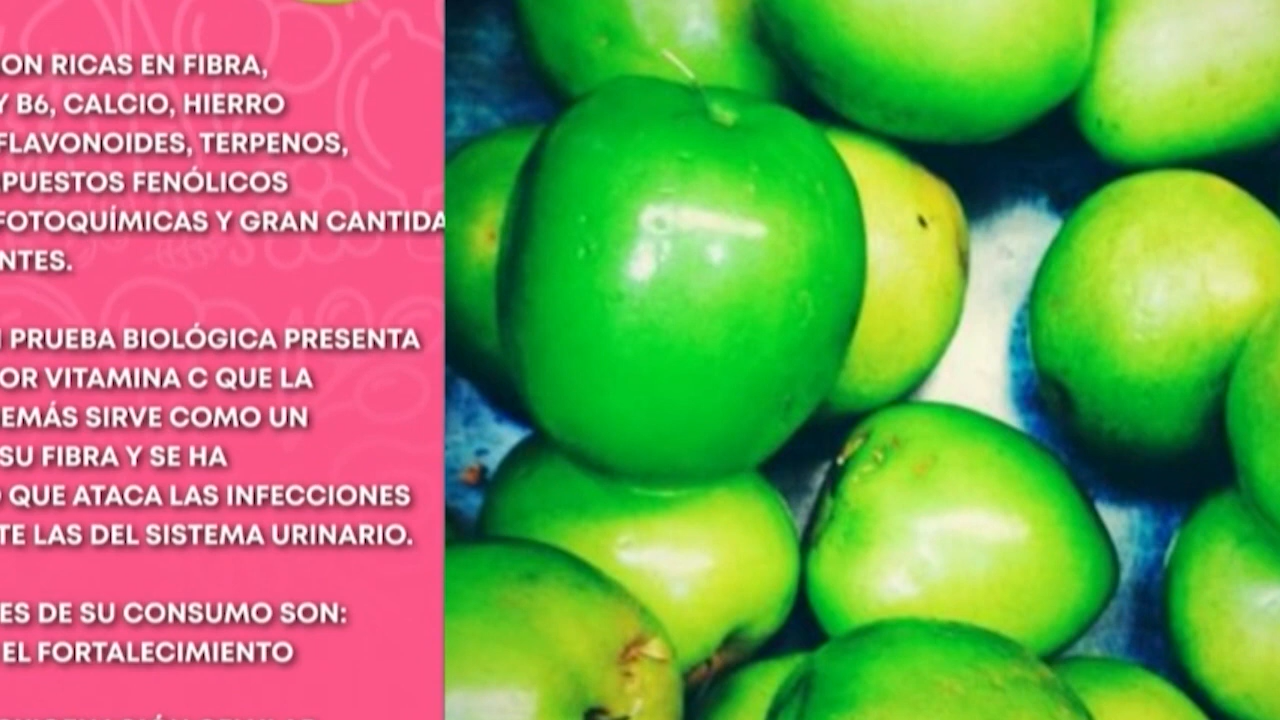 ON RICAS EN FIBRA,
Y B6, CALCIO, HIERRO
FLAVONOIDES, TERPENOS,
PUESTOS FENÓLICOS
FOTOQUÍMICAS Y GRAN CANTIDA
NTES.
PRUEBA BIOLÓGICA PRESENTA
OR VITAMINA C QUE LA
EMÁS SIRVE COMO UN
SU FIBRA Y SE HA
QUE ATACA LAS INFECCIONES
TE LAS DEL SISTEMA URINARIO.
ES DE SU CONSUMO SON:
EL FORTALECIMIENTO